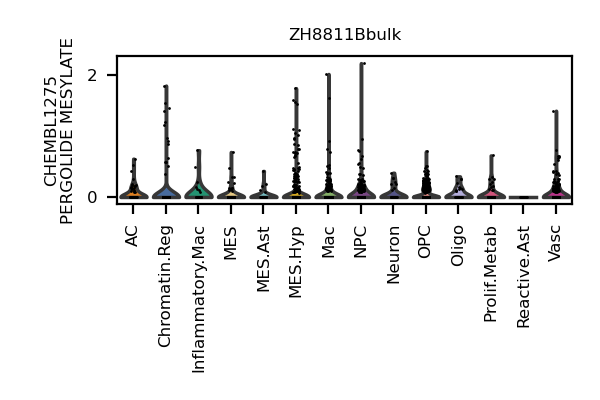 ZH8811Bbulk
CHEMBL1275
PERGOLIDE MESYLATE
2
0
AC
Chromatin.Reg
Inflammatory.Mac
MES
MES.Ast
MES.Hyp
Mac
NPC
Neuron
OPC
Oligo
Prolif.Metab
Reactive.Ast
Vasc